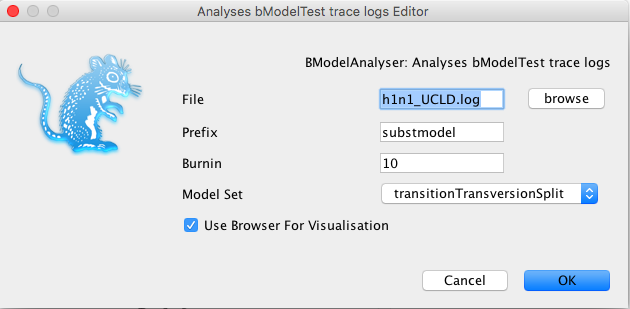 Analyses bModelTest trace logs Editor
BModelAnalyser: Analyses bModelTest trace logs
File h1n1_UCLD.log browse
Prefix substmodel
Burnin 10
Model Set transitionTransversionSplit
Use Browser For Visualisation
Cancel OK